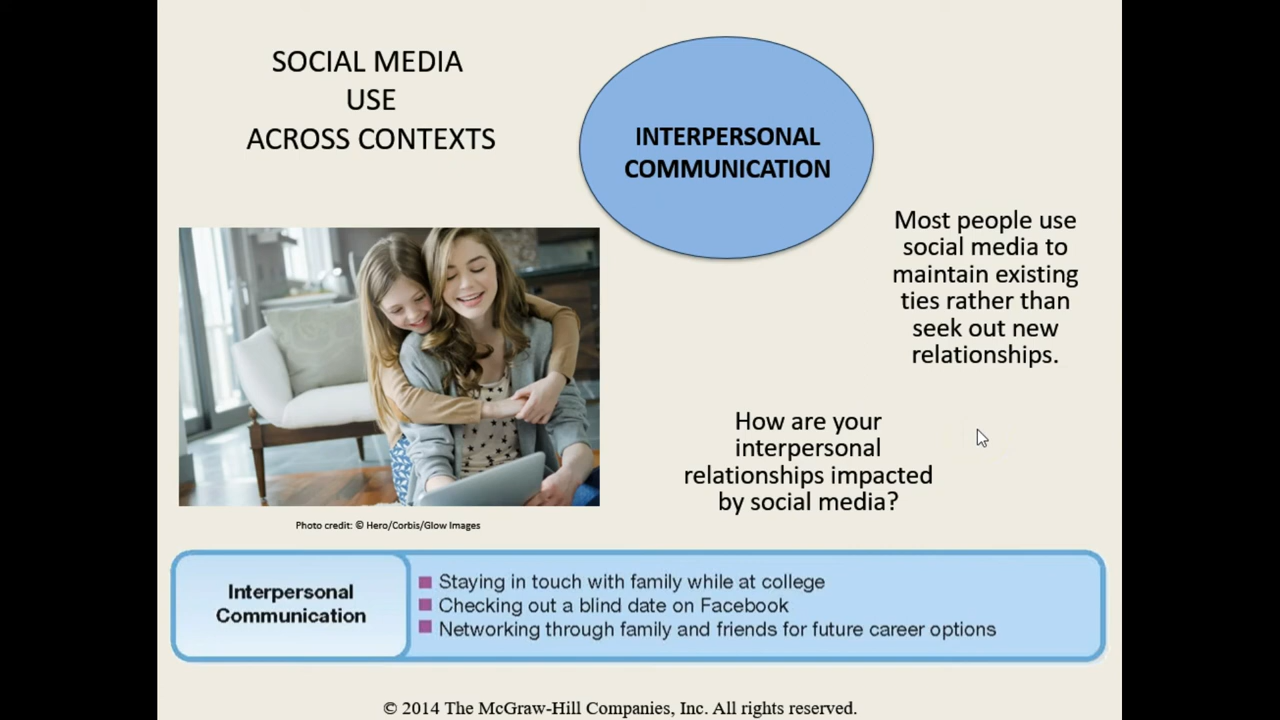 SOCIAL MEDIA
USE
ACROSS CONTEXTS
INTERPERSONAL
COMMUNICATION
Most people use
social media to
maintain existing
ties rather than
seek out new
relationships.
How are your
interpersonal
relationships impacted
by social media?
Photo credit: © Hero/Corbis/Glow Images
Interpersonal
Communication
Staying in touch with family while at college
Checking out a blind date on Facebook
Networking through family and friends for future career options
© 2014 The McGraw-Hill Companies, Inc. All rights reserved.